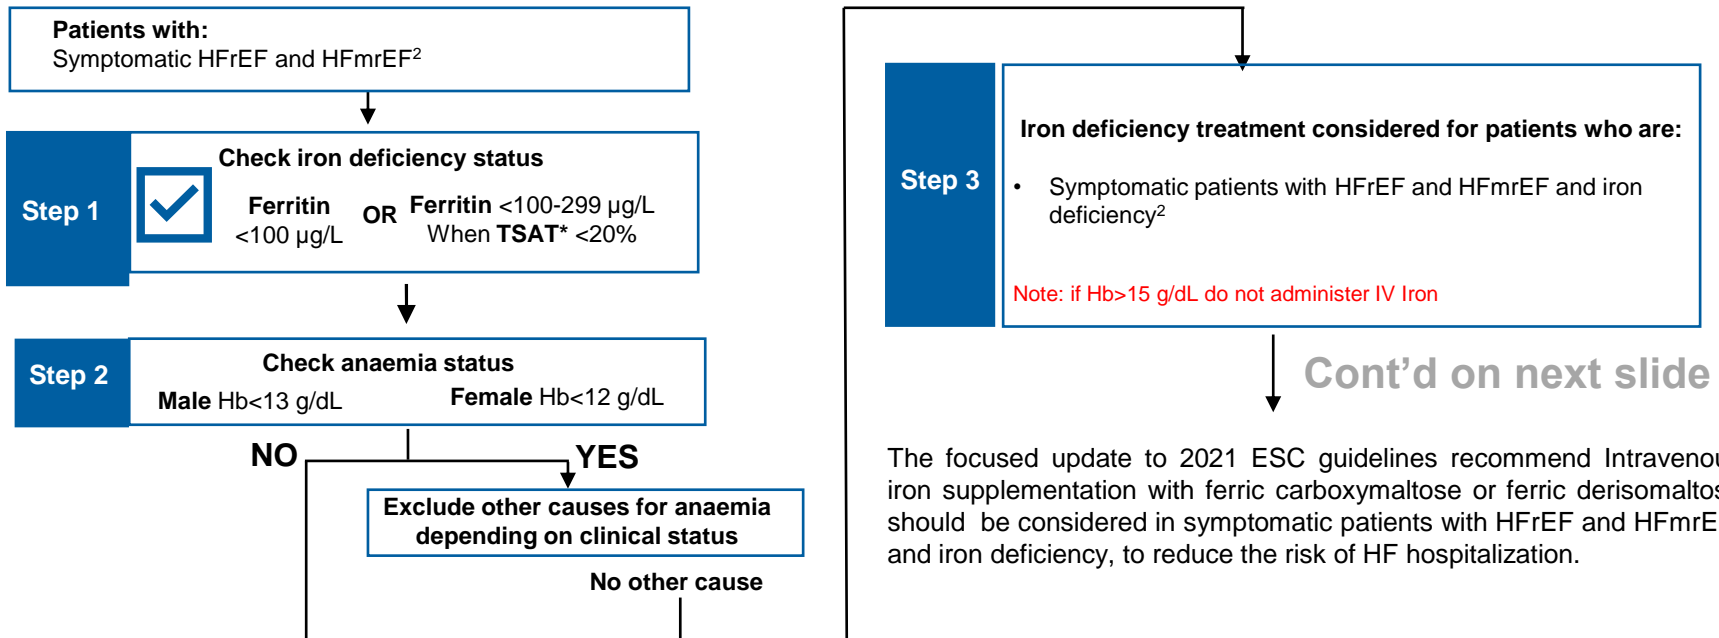 Patients with:
Symptomatic HFrEF and HFmrEF²
Step 1
Check iron deficiency status
Ferritin
<100 µg/L
OR
Ferritin <100-299 µg/L
When TSAT* <20%
Step 2
Check anaemia status
Male Hb<13 g/dL
Female Hb<12 g/dL
NO
YES
Exclude other causes for anaemia
depending on clinical status
No other cause
Step 3
Iron deficiency treatment considered for patients who are:
• Symptomatic patients with HFrEF and HFmrEF and iron
deficiency²
Note: if Hb>15 g/dL do not administer IV Iron
Cont’d on next slide
The focused update to 2021 ESC guidelines recommend Intravenou
iron supplementation with ferric carboxymaltose or ferric derisomaltos
should be considered in symptomatic patients with HFrEF and HFmrE
and iron deficiency, to reduce the risk of HF hospitalization.